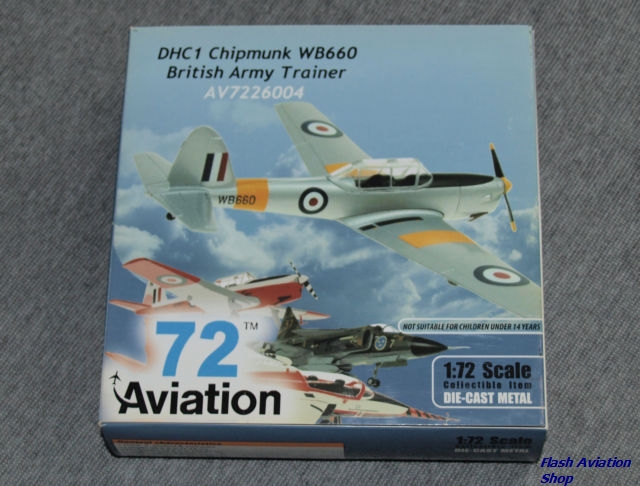 DHC1 Chipmunk WB660
British Army Trainer
AV7226004
WB660
72™
Aviation
NOT SUITABLE FOR CHILDREN UNDER 14 YEARS
1:72 Scale
Collectible Item
DIE-CAST METAL
1:72 Scale
DIE-CAST METAL
Flash Aviation
Shop